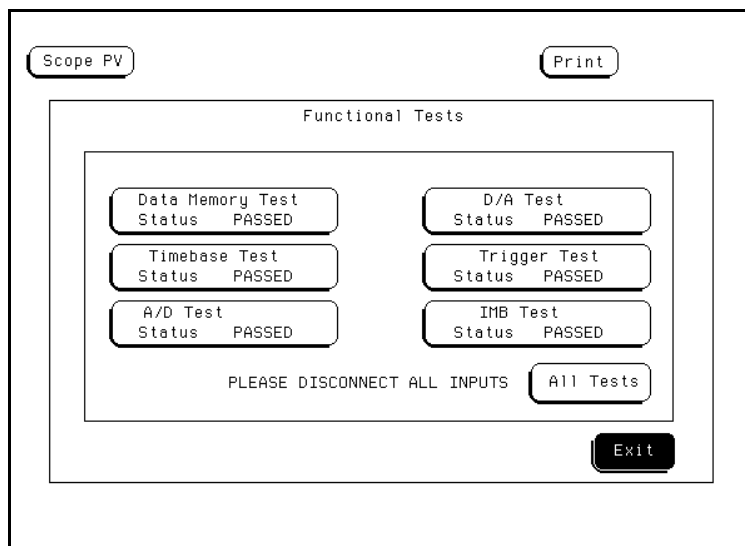 Scope PV
Print
Functional Tests
Data Memory Test
Status PASSED
D/A Test
Status PASSED
Timebase Test
Status PASSED
Trigger Test
Status PASSED
A/D Test
Status PASSED
IMB Test
Status PASSED
PLEASE DISCONNECT ALL INPUTS
All Tests
Exit